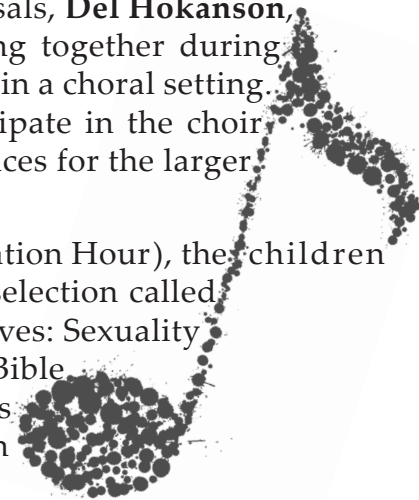 sals, Del Hokanson,
ng together during
in a choral setting.
ipate in the choir
ces for the larger
ation Hour), the children
selection called
ves: Sexuality
Bible
s
n